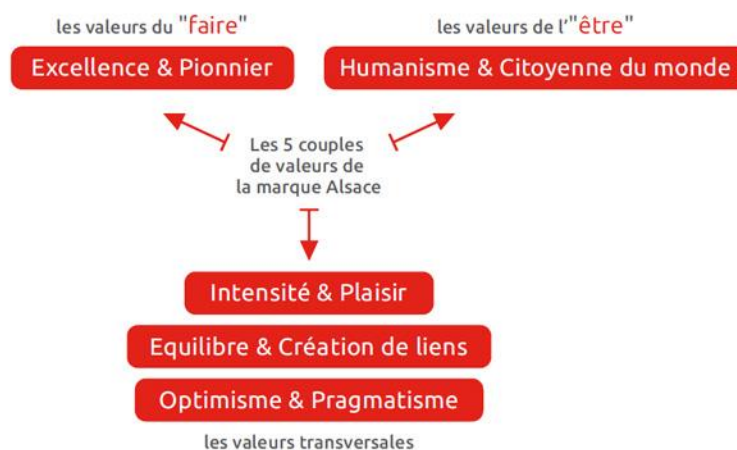 les valeurs du "faire"
Excellence & Pionnier
les valeurs de l'"être"
Humanisme & Citoyenne du monde
Les 5 couples
de valeurs de
la marque Alsace
Intensité & Plaisir
Equilibre & Création de liens
Optimisme & Pragmatisme
les valeurs transversales